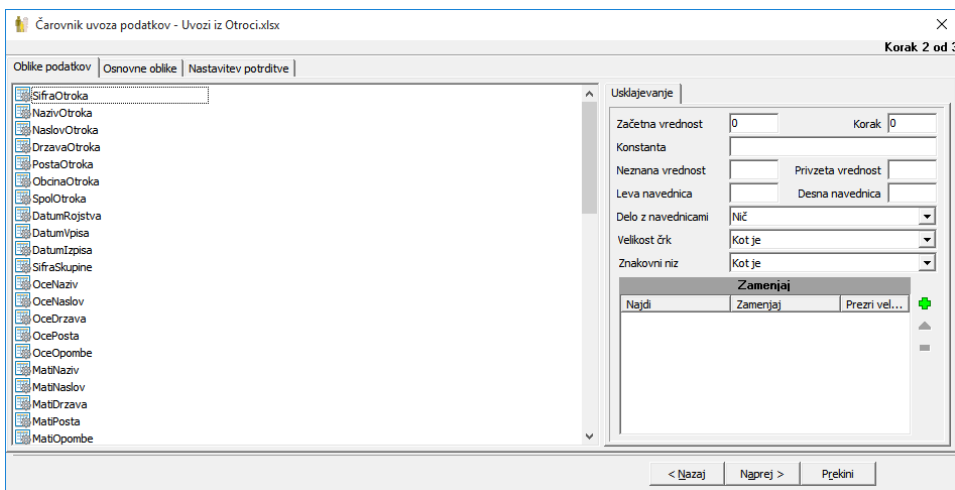 Čarovnik uvoza podatkov - Uvozi iz Otroci.xlsx
Korak 2 od 3
Oblike podatkov
Osnovne oblike
Nastavitev potrditve
SifraOtroka
NazivOtroka
NaslovOtroka
DrzavaOtroka
PostaOtroka
ObcinaOtroka
SpolOtroka
DatumRojstva
DatumVpisa
DatumIzpisa
SifraSkupine
OceNaziv
OceNaslov
OceDrzava
OcePosta
OceOpombe
MatiNaziv
MatiNaslov
MatiDrzava
MatiPosta
MatiOpombe
Usklajevanje
Začetna vrednost 0 Korak 0
Konstanta
Neznana vrednost Privzeta vrednost
Leva navednica Desna navednica
Delo z navednicami Nič
Velikost črk Kot je
Znakovni niz Kot je
Zamenjaj
Najdi Zamenjaj Prezri vel...
< Nazaj Naprej > Prekini